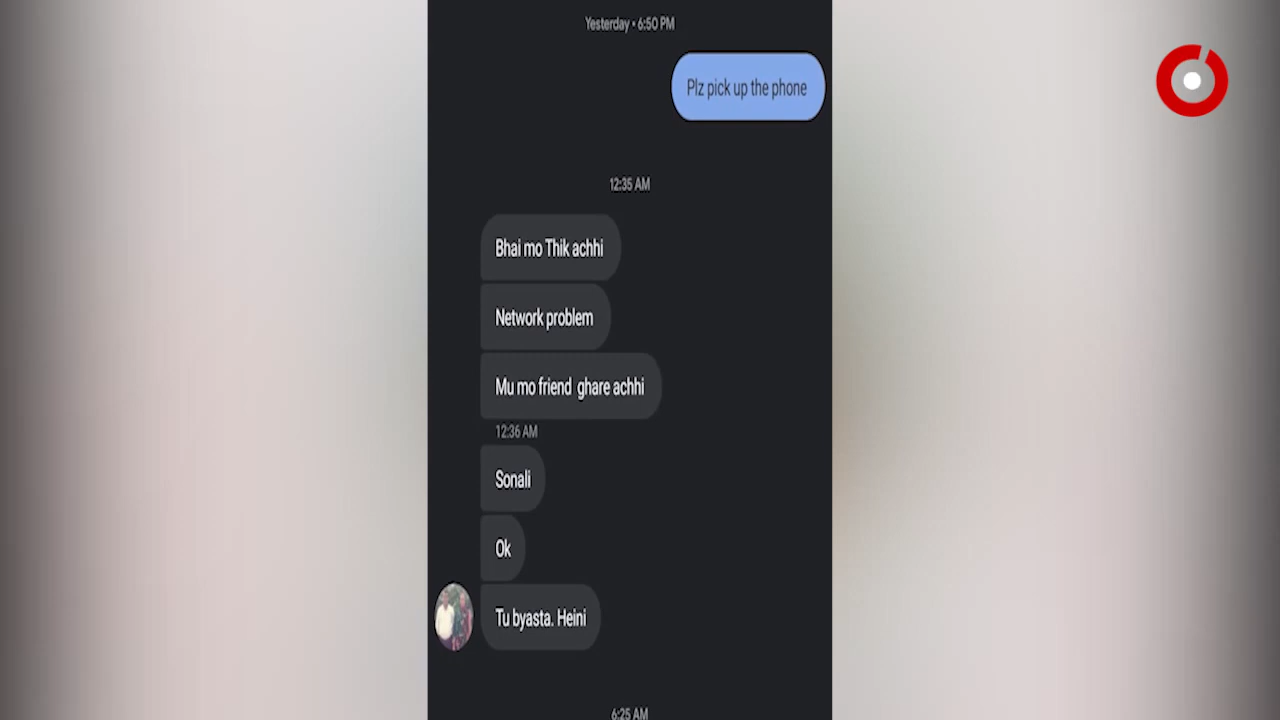 Yesterday • 6:50 PM
Plz pick up the phone
12:35 AM
Bhai mo Thik achhi
Network problem
Mu mo friend ghare achhi
12:36 AM
Sonali
Ok
Tu byasta. Heini
6:25 AM